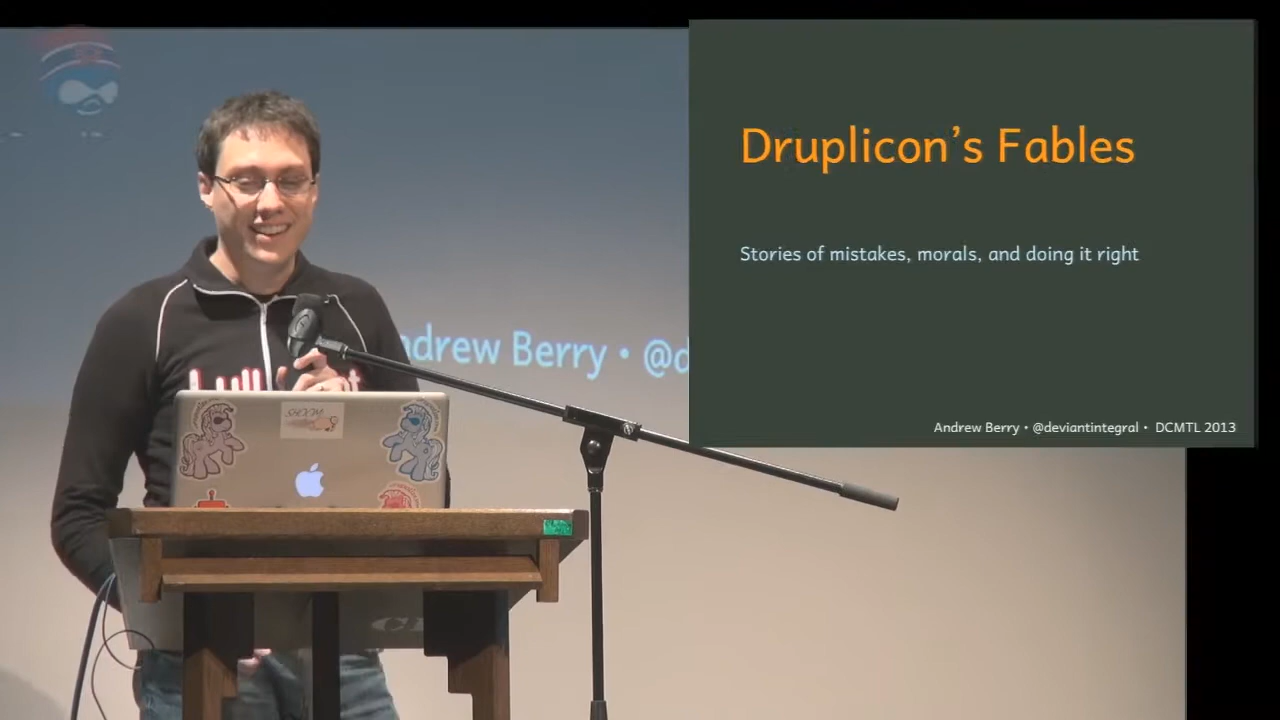 Druplicon's Fables
Stories of mistakes, morals, and doing it right
Andrew Berry • @deviantintegral • DCMTL 2013
ndrew Berry • @d